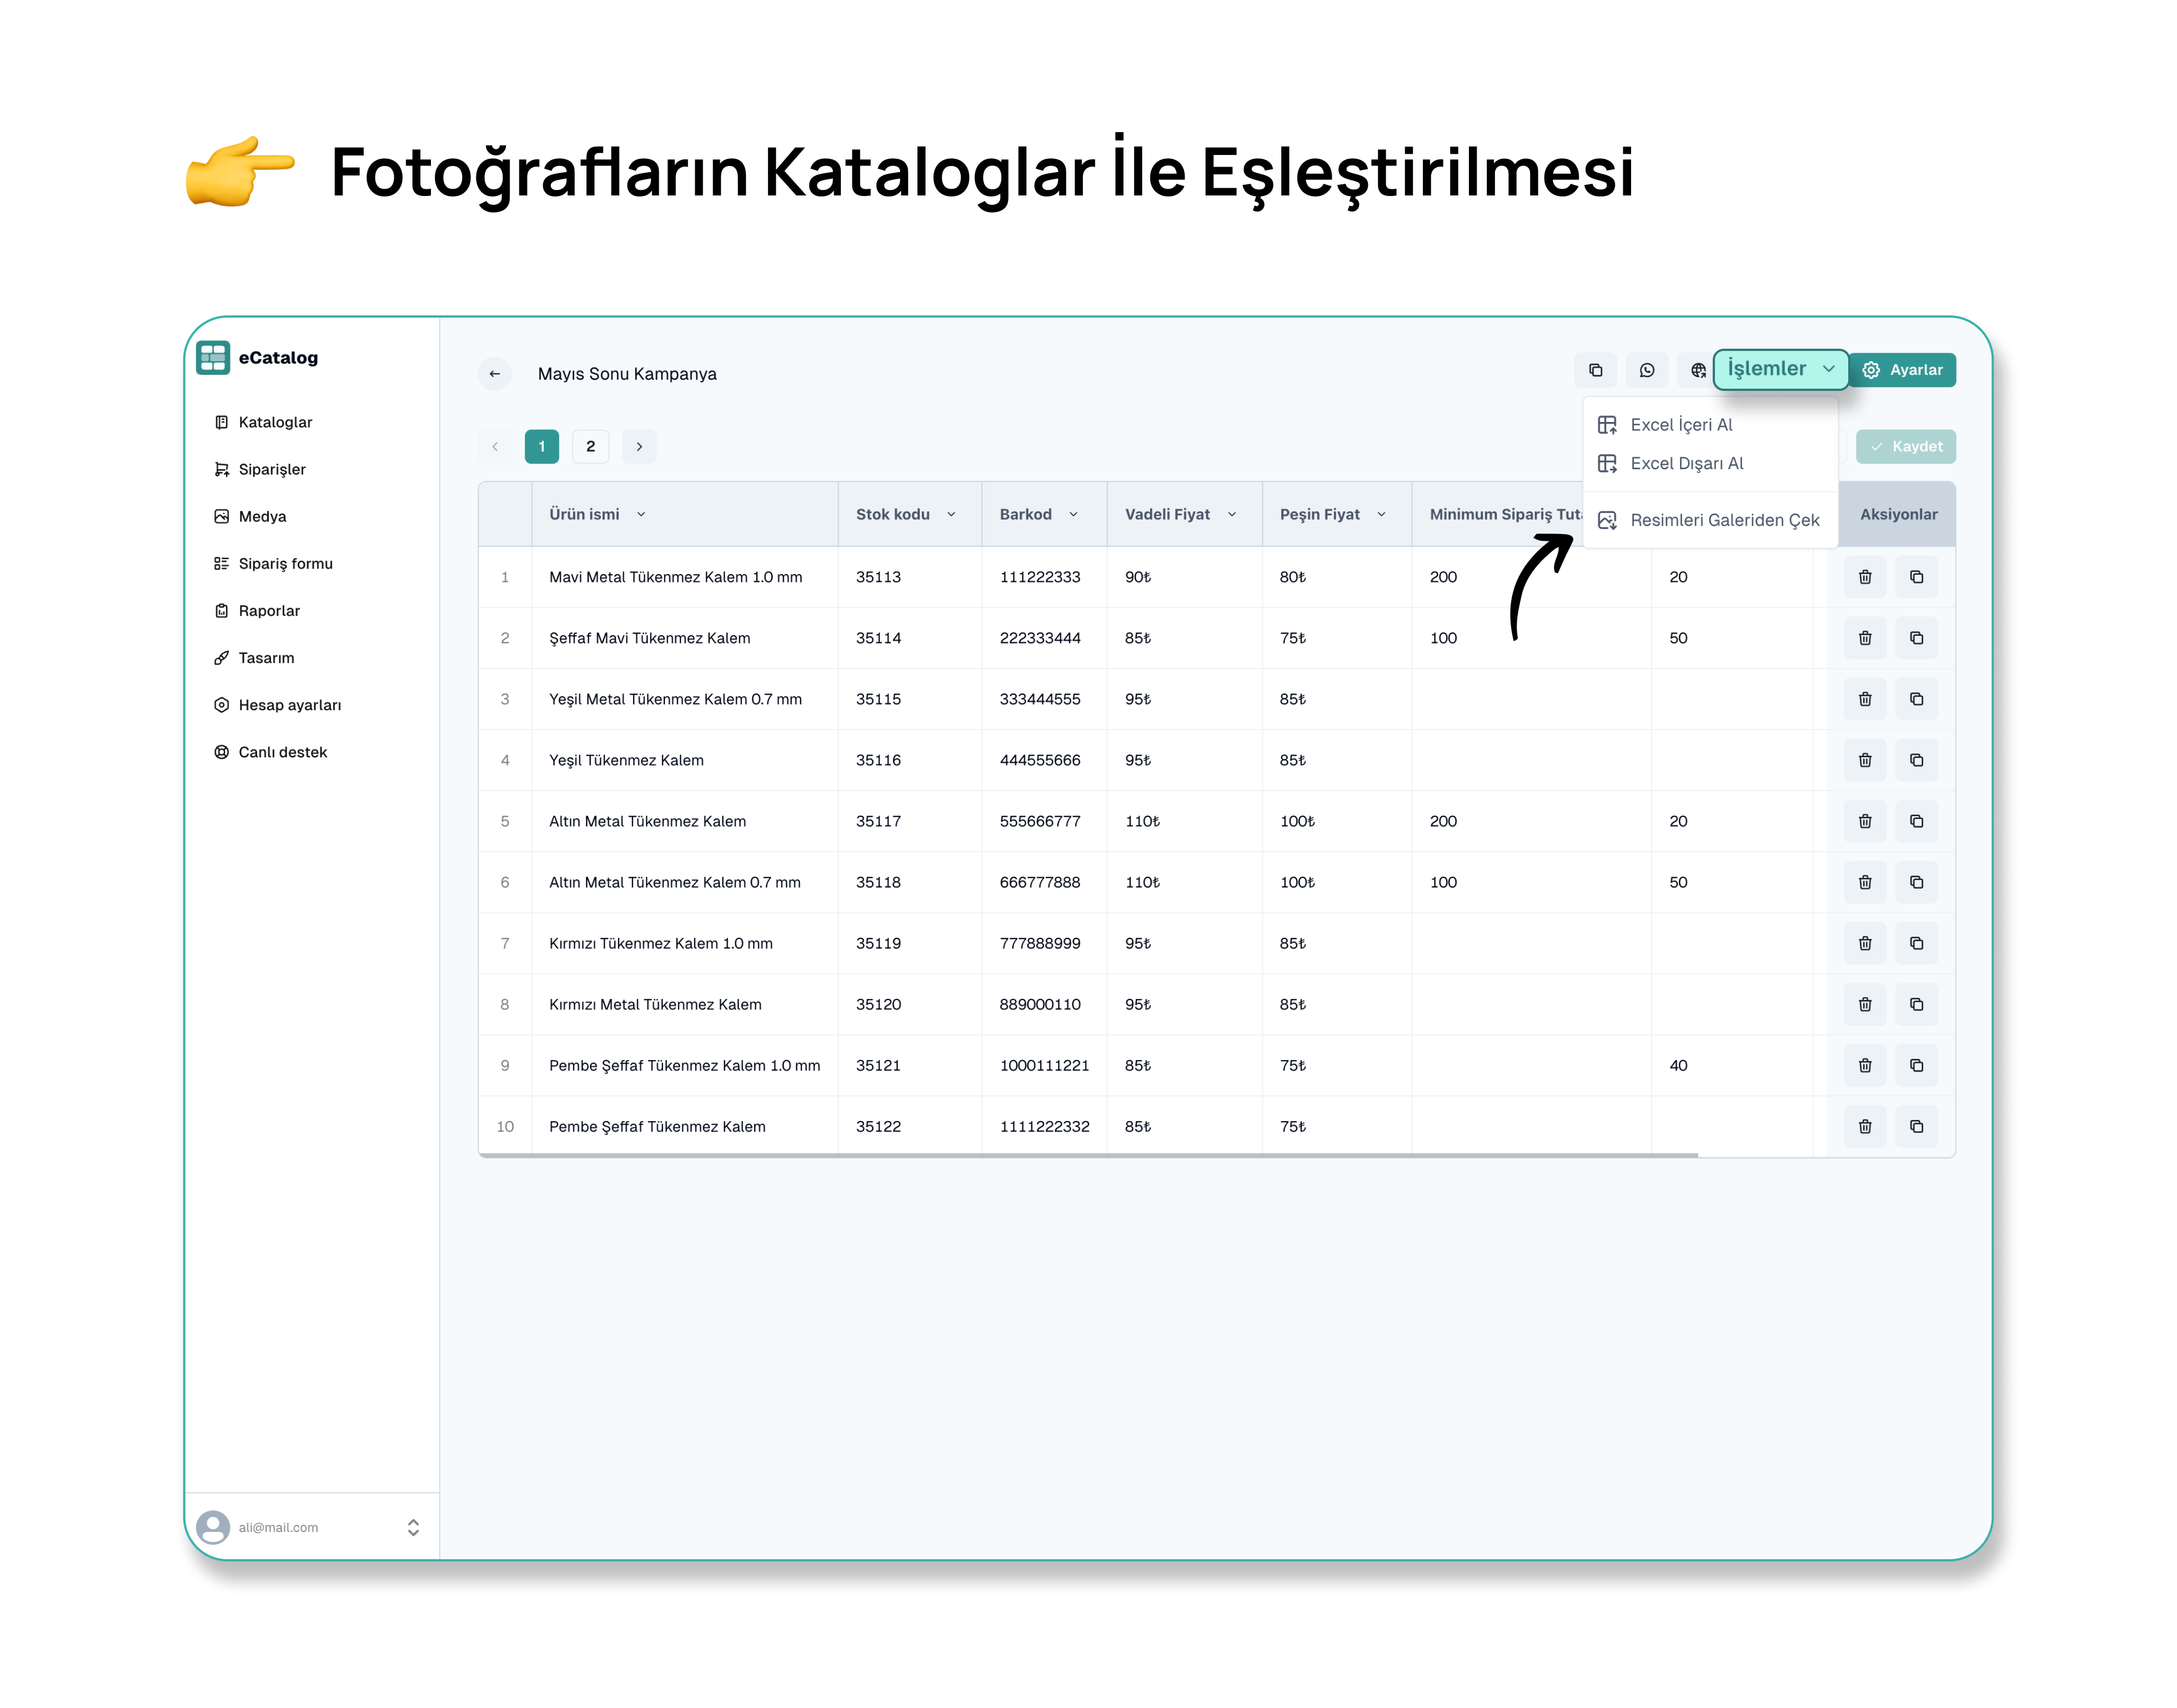 Fotoğrafların Kataloglar İle Eşleştirilmesi
eCatalog
Kataloglar
Siparişler
Medya
Sipariş formu
Raporlar
Tasarım
Hesap ayarları
Canlı destek
ali@mail.com
Mayıs Sonu Kampanya
İşlemler
Ayarlar
Excel İçeri Al
Excel Dışarı Al
Resimleri Galeriden Çek
1 2
Kaydet
Ürün ismi Stok kodu Barkod Vadeli Fiyat Peşin Fiyat Minimum Sipariş Aksiyonlar
1 Mavi Metal Tükenmez Kalem 1.0 mm 35113 111222333 90₺ 80₺ 200 20
2 Şeffaf Mavi Tükenmez Kalem 35114 222333444 85₺ 75₺ 100 50
3 Yeşil Metal Tükenmez Kalem 0.7 mm 35115 333444555 95₺ 85₺
4 Yeşil Tükenmez Kalem 35116 444555666 95₺ 85₺
5 Altın Metal Tükenmez Kalem 35117 555666777 110₺ 100₺ 200 20
6 Altın Metal Tükenmez Kalem 0.7 mm 35118 666777888 110₺ 100₺ 100 50
7 Kırmızı Tükenmez Kalem 1.0 mm 35119 777888999 95₺ 85₺
8 Kırmızı Metal Tükenmez Kalem 35120 889000110 95₺ 85₺
9 Pembe Şeffaf Tükenmez Kalem 1.0 mm 35121 1000111221 85₺ 75₺ 40
10 Pembe Şeffaf Tükenmez Kalem 35122 1111222332 85₺ 75₺